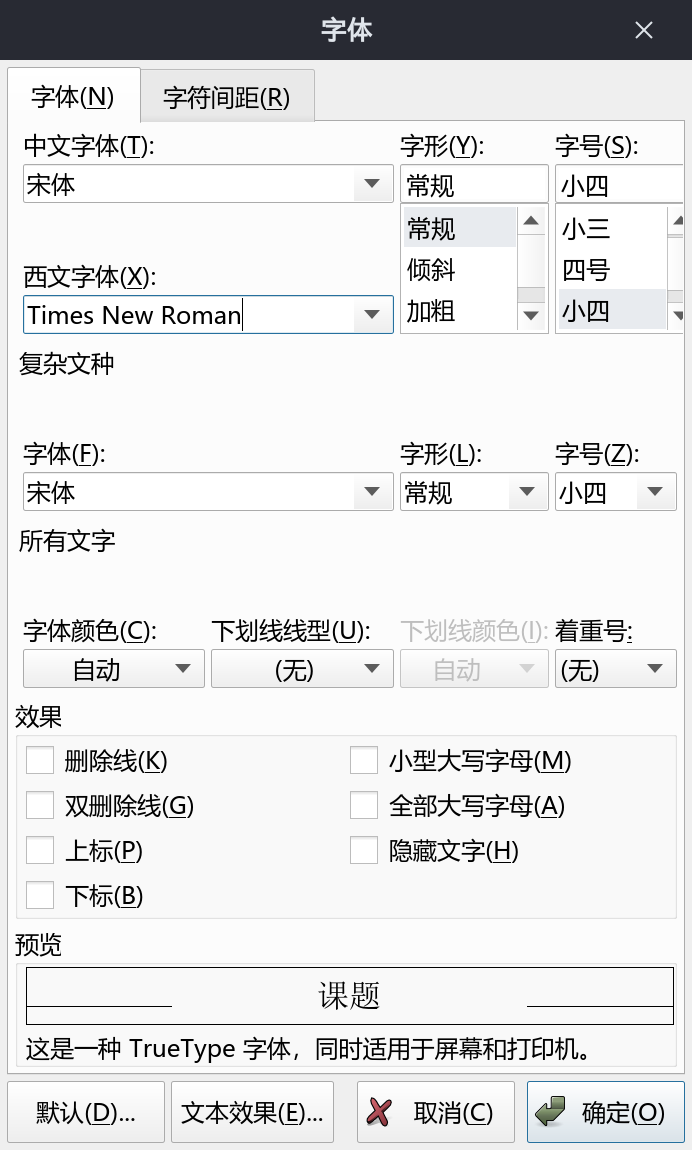 字体
字体(N) 字符间距(R)
中文字体(T): 字形(Y): 字号(S):
宋体 常规 小四
常规 小三
倾斜 四号
西文字体(X):
Times New Roman 加粗 小四
复杂文种
字体(F): 字形(L): 字号(Z):
宋体 常规 小四
所有文字
字体颜色(C): 下划线线型(U): 下划线颜色(I): 着重号:
自动 (无) 自动 (无)
效果
删除线(K) 小型大写字母(M)
双删除线(G) 全部大写字母(A)
上标(P) 隐藏文字(H)
下标(B)
预览
课题
这是一种 TrueType 字体，同时适用于屏幕和打印机。
默认(D)... 文本效果(E)... 取消(C) 确定(O)